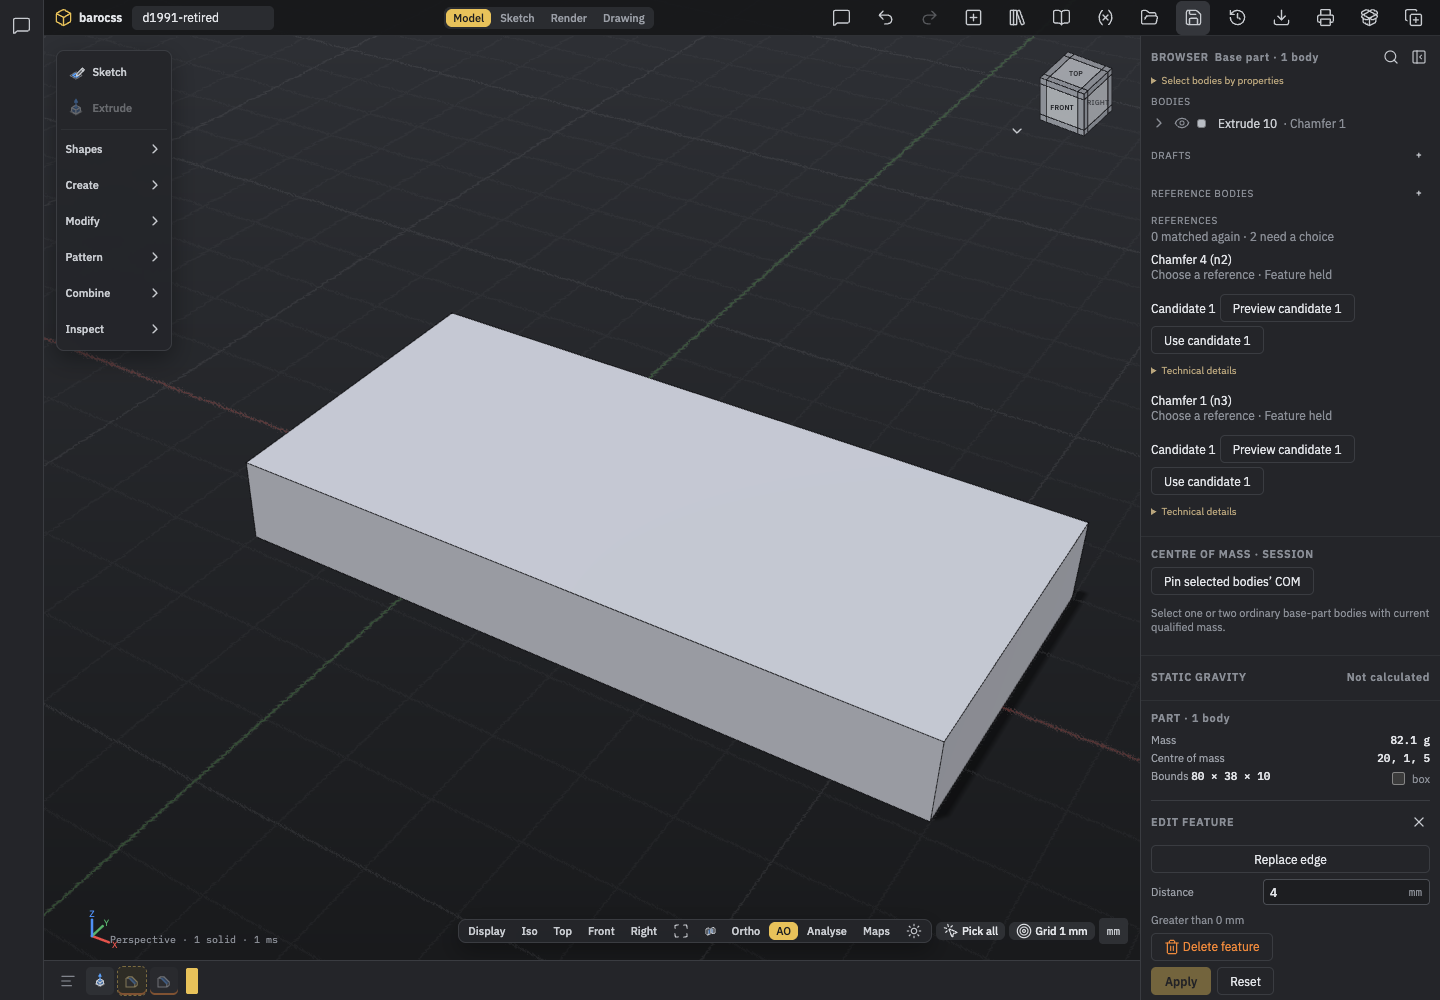 barocss
d1991-retired
Model
Sketch
Render
Drawing
Sketch
Extrude
Shapes
Create
Modify
Pattern
Combine
Inspect
TOP
FRONT
RIGHT
BROWSER Base part · 1 body
Select bodies by properties
BODIES
Extrude 10 · Chamfer 1
DRAFTS
REFERENCE BODIES
REFERENCES
0 matched again · 2 need a choice
Chamfer 4 (n2)
Choose a reference · Feature held
Candidate 1 Preview candidate 1
Use candidate 1
Technical details
Chamfer 1 (n3)
Choose a reference · Feature held
Candidate 1 Preview candidate 1
Use candidate 1
Technical details
CENTRE OF MASS · SESSION
Pin selected bodies’ COM
Select one or two ordinary base-part bodies with current
qualified mass.
STATIC GRAVITY Not calculated
PART · 1 body
Mass 82.1 g
Centre of mass 20, 1, 5
Bounds 80 × 38 × 10 box
EDIT FEATURE
Replace edge
Distance 4 mm
Greater than 0 mm
Delete feature
Apply Reset
Z
Y
X
Perspective · 1 solid · 1 ms
Display Iso Top Front Right Ortho AO Analyse Maps Pick all Grid 1 mm mm